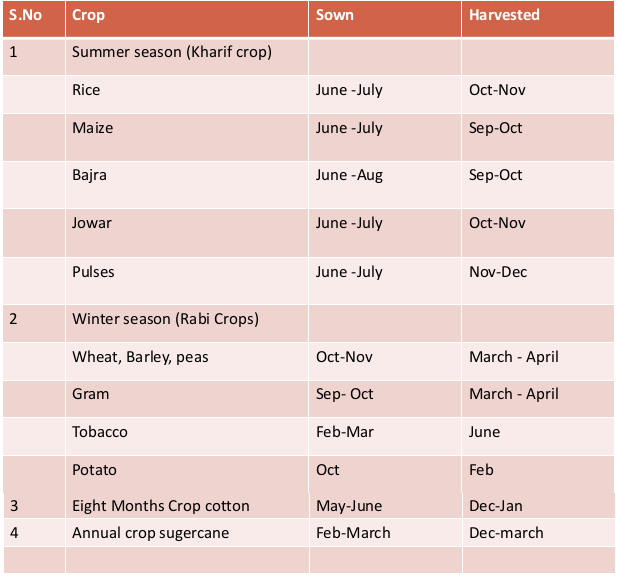 S.No Crop Sown Harvested
1 Summer season (Kharif crop)
Rice June -July Oct-Nov
Maize June -July Sep-Oct
Bajra June -Aug Sep-Oct
Jowar June -July Oct-Nov
Pulses June -July Nov-Dec
2 Winter season (Rabi Crops)
Wheat, Barley, peas Oct-Nov March - April
Gram Sep- Oct March - April
Tobacco Feb-Mar June
Potato Oct Feb
3 Eight Months Crop cotton May-June Dec-Jan
4 Annual crop sugercane Feb-March Dec-march